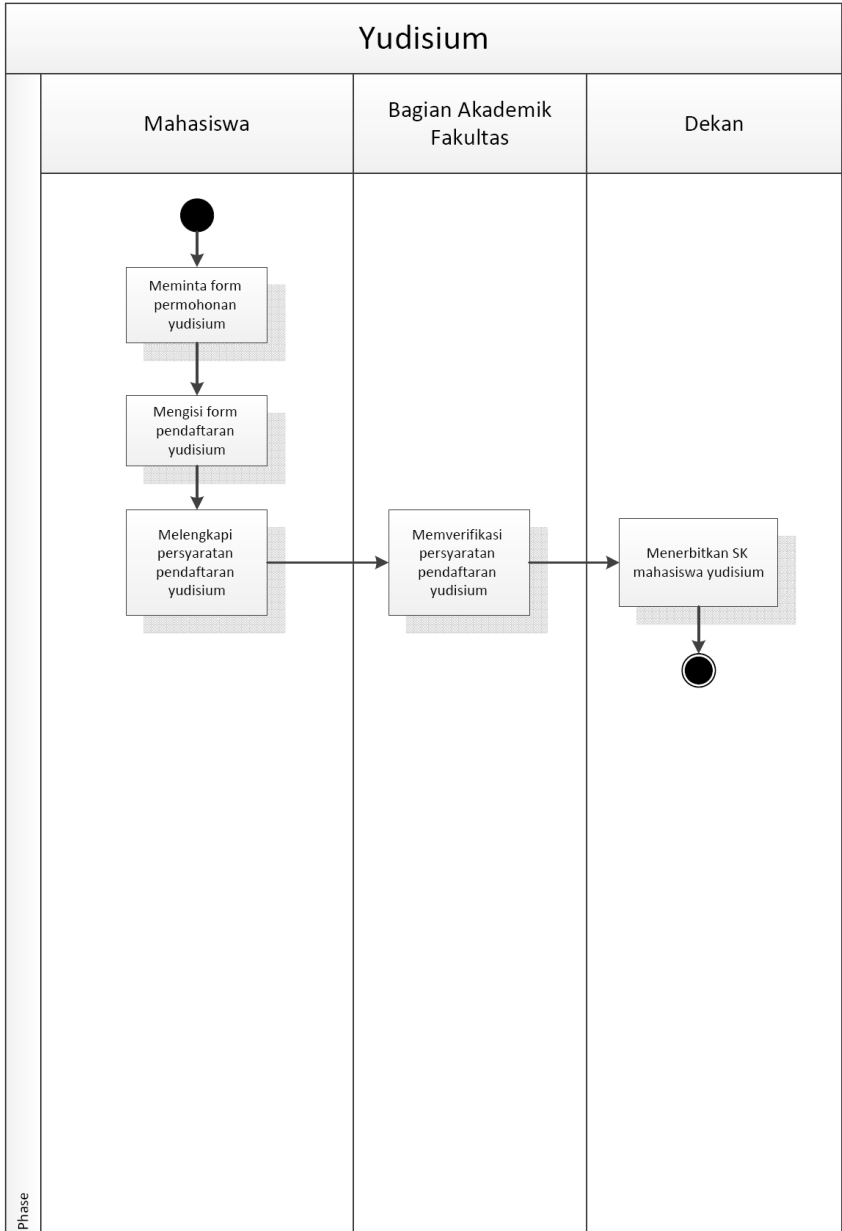 Yudisium
Mahasiswa
Bagian Akademik
Fakultas
Dekan
Meminta form
permohonan
yudisium
Mengisi form
pendaftaran
yudisium
Melengkapi
persyaratan
pendaftaran
yudisium
Memverifikasi
persyaratan
pendaftaran
yudisium
Menerbitkan SK
mahasiswa yudisium
Phase